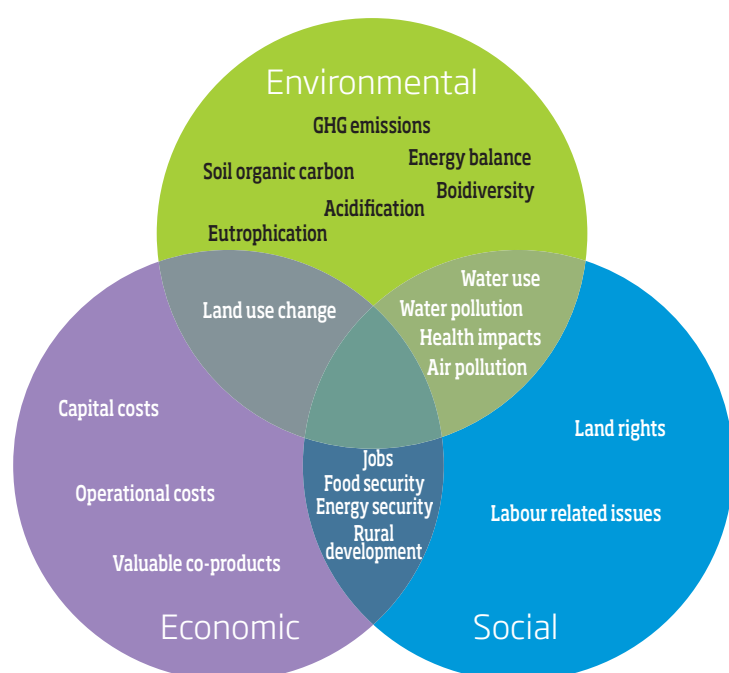 Environmental
GHG emissions
Energy balance
Soil organic carbon
Boidiversity
Acidification
Eutrophication
Water use
Land use change
Water pollution
Health impacts
Air pollution
Capital costs
Land rights
Jobs
Food security
Operational costs
Energy security
Labour related issues
Rural
development
Valuable co-products
Economic
Social